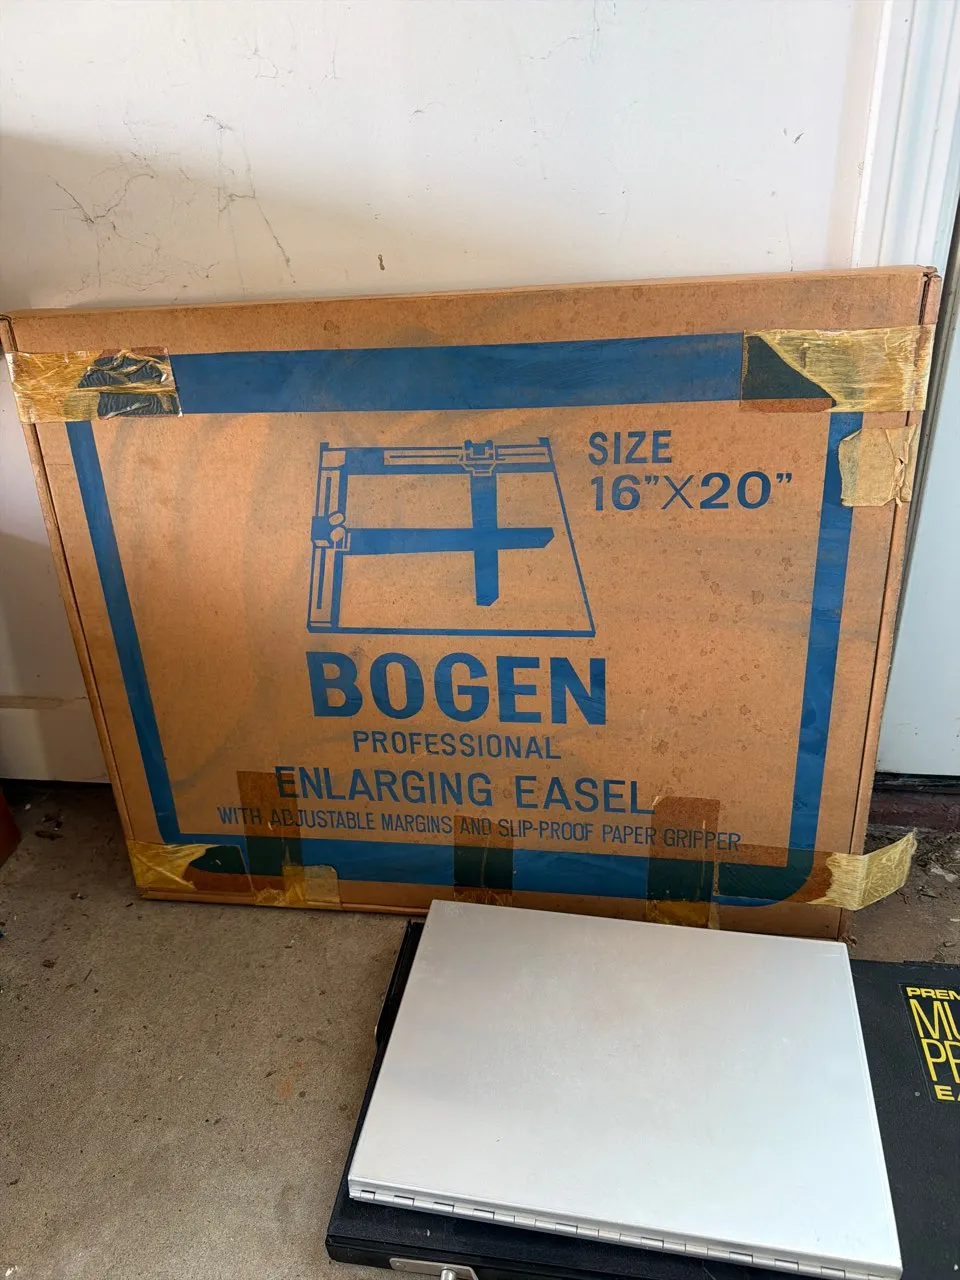 SIZE
16”X20”
BOGEN
PROFESSIONAL
ENLARGING EASEL
WITH ADJUSTABLE MARGINS AND SLIP-PROOF PAPER GRIPPER